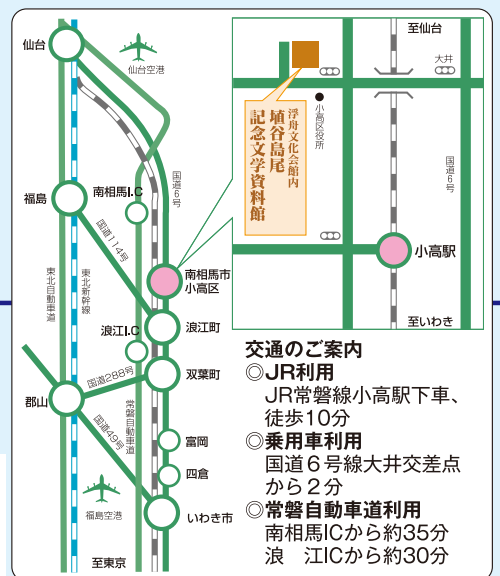 仙台
仙台空港
国道6号
福島
南相馬I.C
国道114号
東北自動車道
東北新幹線
南相馬市
小高区
浪江町
浪江I.C
双葉町
国道288号
郡山
国道49号
常磐自動車道
富岡
四倉
福島空港
いわき市
至東京
至仙台
大井
小高区役所
浮舟文化会館内
埴谷島尾
記念文学資料館
国道6号
小高駅
至いわき
交通のご案内
◎JR利用
JR常磐線小高駅下車、
徒歩10分
◎乗用車利用
国道6号線大井交差点
から2分
◎常磐自動車道利用
南相馬ICから約35分
浪　江ICから約30分